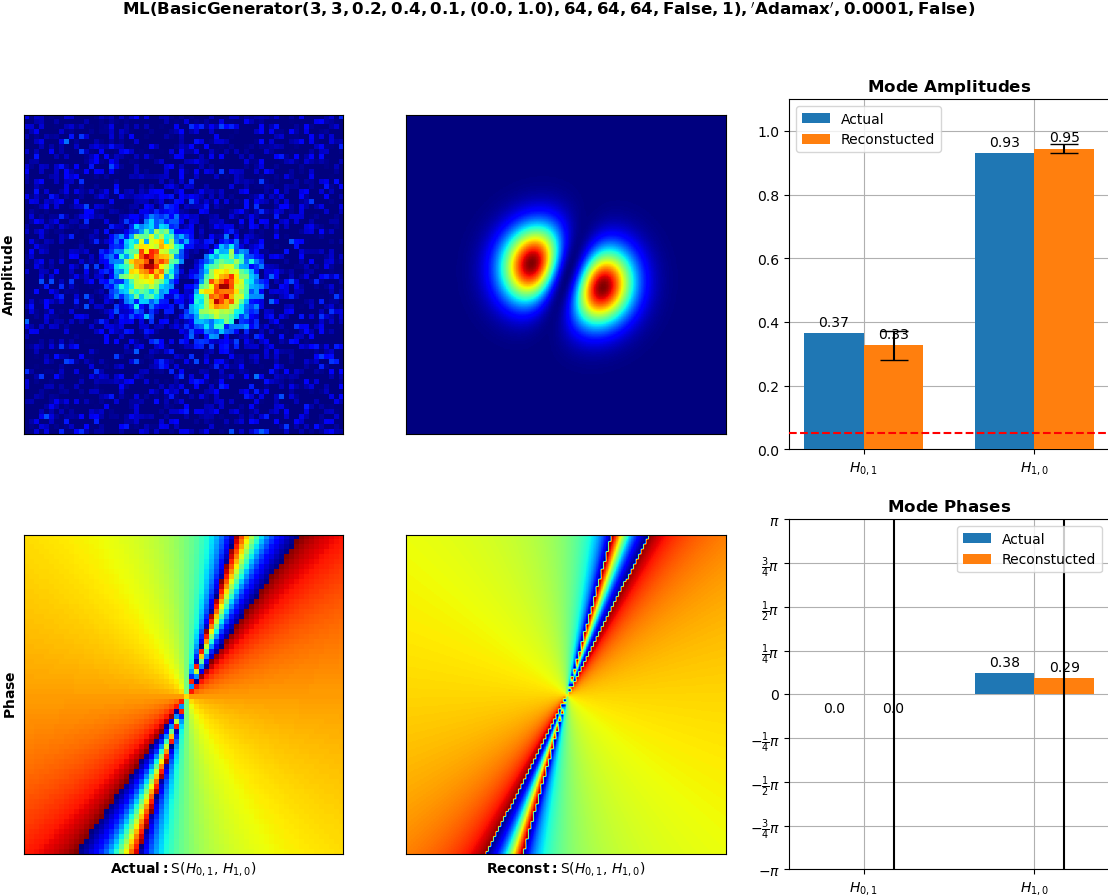 ML(BasicGenerator(3, 3, 0.2, 0.4, 0.1, (0.0, 1.0), 64, 64, 64, False, 1), ′Adamax′, 0.0001, False)
Amplitude
Mode Amplitudes
Actual
Reconstucted
1.0
0.8
0.6
0.4
0.2
0.0
0.37
0.33
0.93
0.95
H0, 1
H1, 0
Phase
Actual: S(H0, 1, H1, 0)
Reconst: S(H0, 1, H1, 0)
Mode Phases
Actual
Reconstucted
π
3/4π
1/2π
1/4π
0
−1/4π
−1/2π
−3/4π
−π
0.0
0.0
0.38
0.29
H0, 1
H1, 0